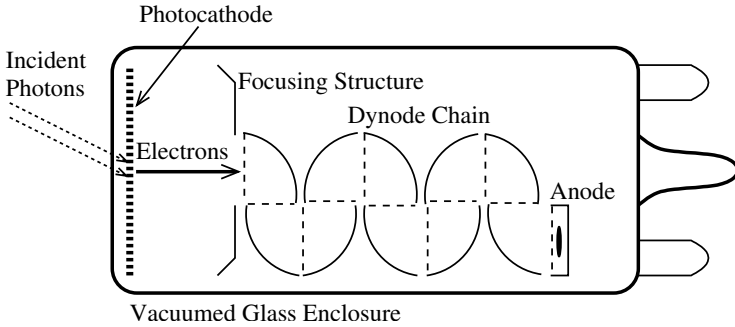 Photocathode
Incident
Photons
Focusing Structure
Dynode Chain
Electrons
Anode
Vacuumed Glass Enclosure